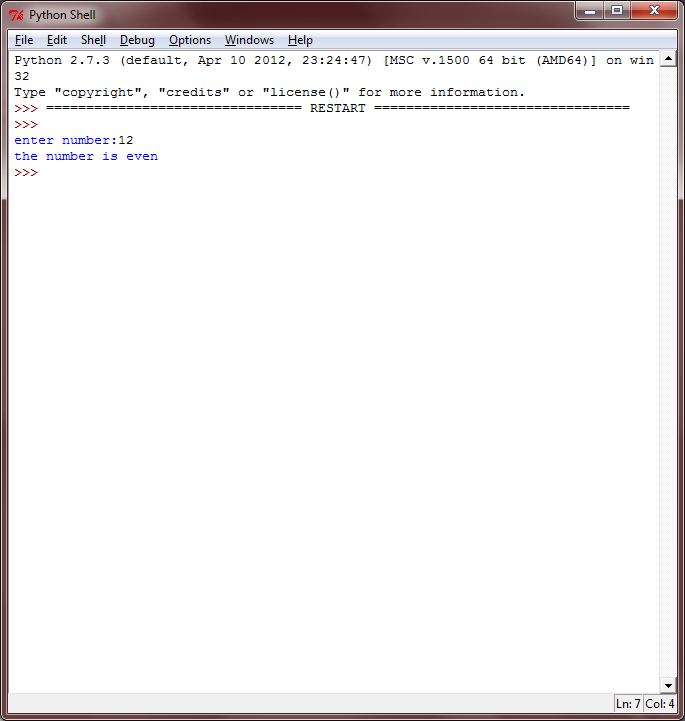 Python Shell
File Edit Shell Debug Options Windows Help
Python 2.7.3 (default, Apr 10 2012, 23:24:47) [MSC v.1500 64 bit (AMD64)] on win
32
Type "copyright", "credits" or "license()" for more information.
>>> ================================ RESTART ================================
>>>
enter number:12
the number is even
>>>
Ln: 7 Col: 4